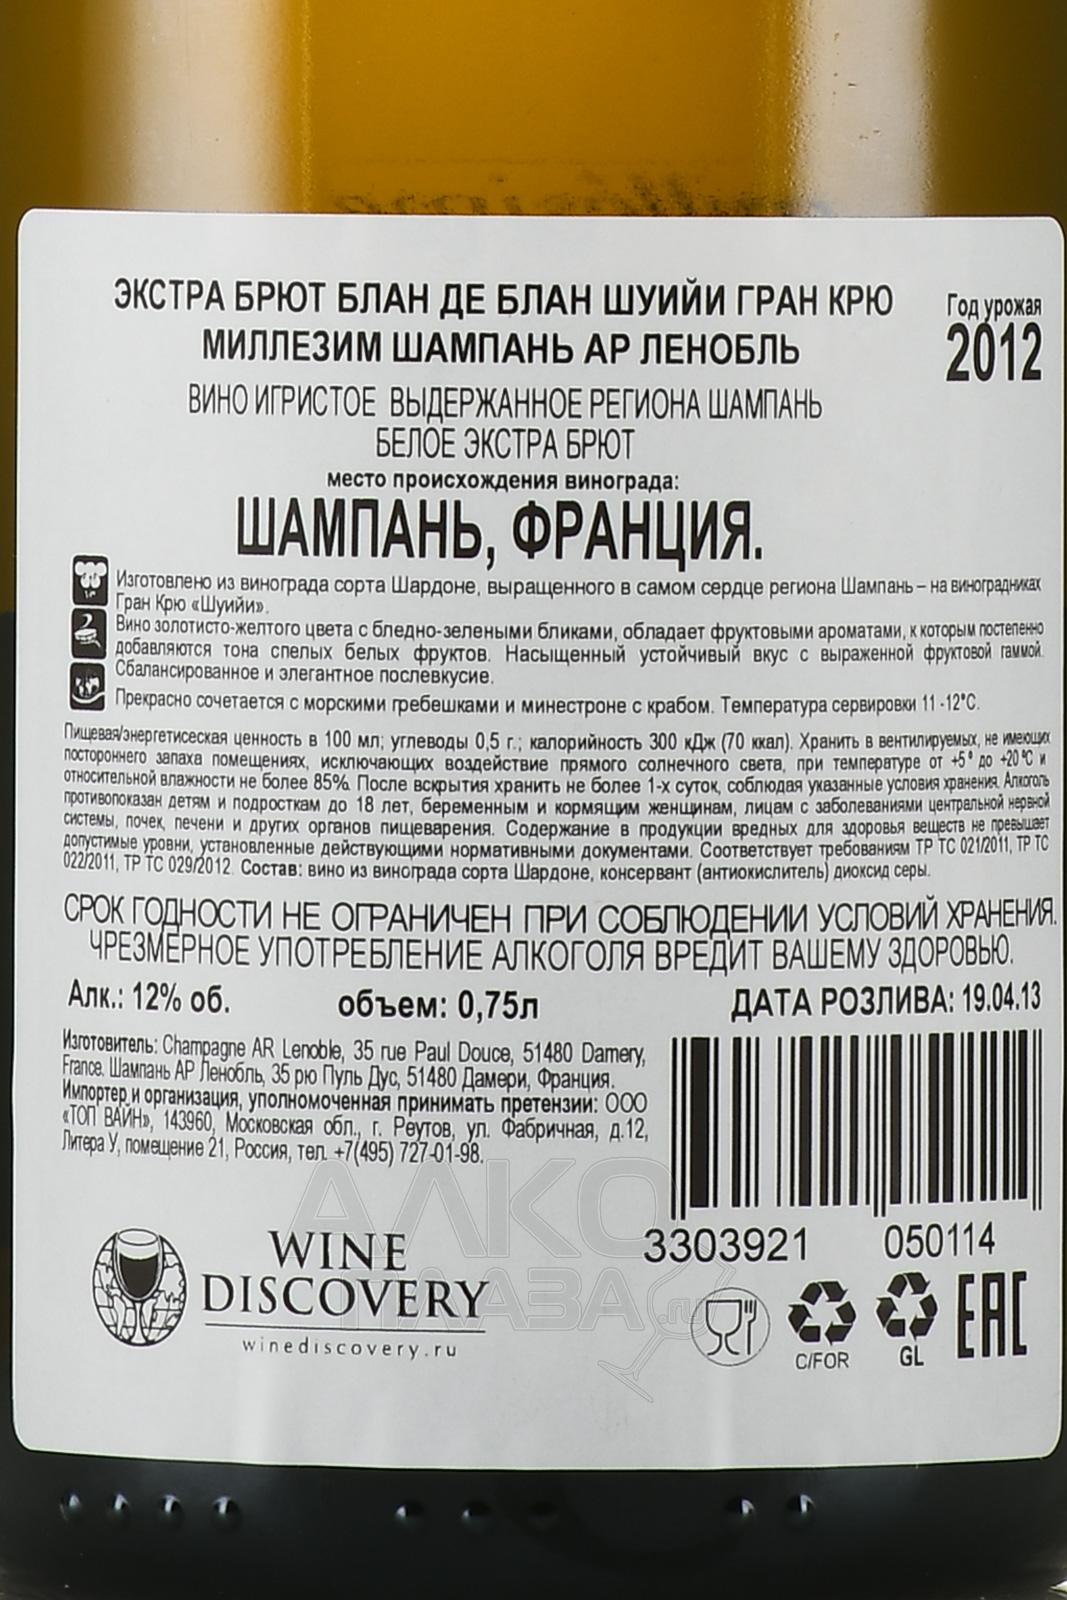 ЭКСТРА БРЮТ БЛАН ДЕ БЛАН ШУИЙИ ГРАН КРЮ
МИЛЛЕЗИМ ШАМПАНЬ АР ЛЕНОБЛЬ
Год урожая
2012
ВИНО ИГРИСТОЕ ВЫДЕРЖАННОЕ РЕГИОНА ШАМПАНЬ
БЕЛОЕ ЭКСТРА БРЮТ
место происхождения винограда:
ШАМПАНЬ, ФРАНЦИЯ.
Изготовлено из винограда сорта Шардоне, выращенного в самом сердце региона Шампань – на виноградниках
Гран Крю «Шуийи».
Вино золотисто-желтого цвета с бледно-зелеными бликами, обладает фруктовыми ароматами, к которым постепенно
добавляются тона спелых белых фруктов. Насыщенный устойчивый вкус с выраженной фруктовой гаммой.
Сбалансированное и элегантное послевкусие.
Прекрасно сочетается с морскими гребешками и минестроне с крабом. Температура сервировки 11 -12°С.
Пищевая/энергетисеская ценность в 100 мл; углеводы 0,5 г.; калорийность 300 кДж (70 ккал). Хранить в вентилируемых, не имеющих
постороннего запаха помещениях, исключающих воздействие прямого солнечного света, при температуре от +5° до +20°С и
относительной влажности не более 85%. После вскрытия хранить не более 1-х суток, соблюдая указанные условия хранения. Алкоголь
противопоказан детям и подросткам до 18 лет, беременным и кормящим женщинам, лицам с заболеваниями центральной нервной
системы, почек, печени и других органов пищеварения. Содержание в продукции вредных для здоровья веществ не превышает
допустимые уровни, установленные действующими нормативными документами. Соответствует требованиям ТР ТС 021/2011, ТР ТС
022/2011, ТР ТС 029/2012. Состав: вино из винограда сорта Шардоне, консервант (антиокислитель) диоксид серы.
СРОК ГОДНОСТИ НЕ ОГРАНИЧЕН ПРИ СОБЛЮДЕНИИ УСЛОВИЙ ХРАНЕНИЯ.
ЧРЕЗМЕРНОЕ УПОТРЕБЛЕНИЕ АЛКОГОЛЯ ВРЕДИТ ВАШЕМУ ЗДОРОВЬЮ.
Алк.: 12% об. объем: 0,75л ДАТА РОЗЛИВА: 19.04.13
Изготовитель: Champagne AR Lenoble, 35 rue Paul Douce, 51480 Damery,
France. Шампань АР Ленобль, 35 рю Пуль Дус, 51480 Дамери, Франция.
Импортер и организация, уполномоченная принимать претензии: ООО
«ТОП ВАЙН», 143960, Московская обл., г. Реутов, ул. Фабричная, д.12,
Литера У, помещение 21, Россия, тел. +7(495) 727-01-98.
3303921 050114
WINE
DISCOVERY
winediscovery.ru
АЛКО
ПЛАЗА.ru
C/FOR
GL
ЕАС